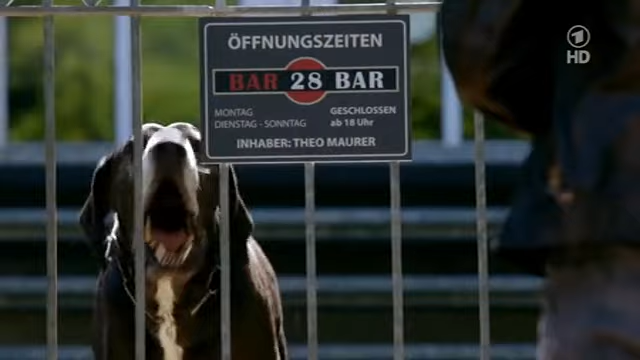 ÖFFNUNGSZEITEN
BAR 28 BAR
MONTAG GESCHLOSSEN
DIENSTAG - SONNTAG ab 18 Uhr
INHABER: THEO MAURER
1
HD